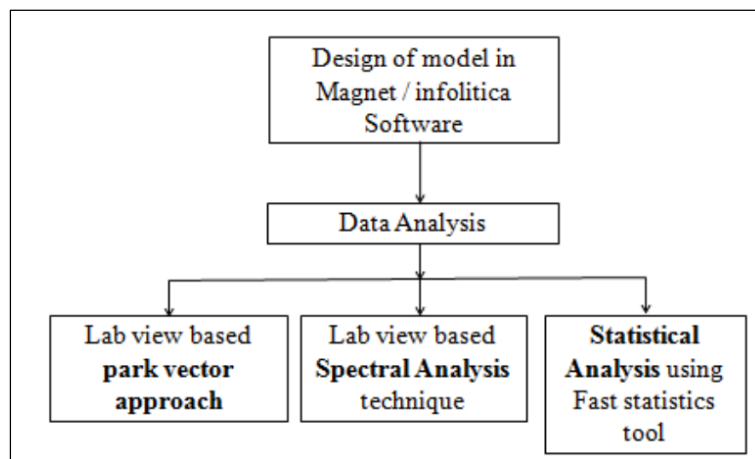 Design of model in
Magnet / infolitica
Software
Data Analysis
Lab view based
park vector
approach
Lab view based
Spectral Analysis
technique
Statistical
Analysis using
Fast statistics
tool